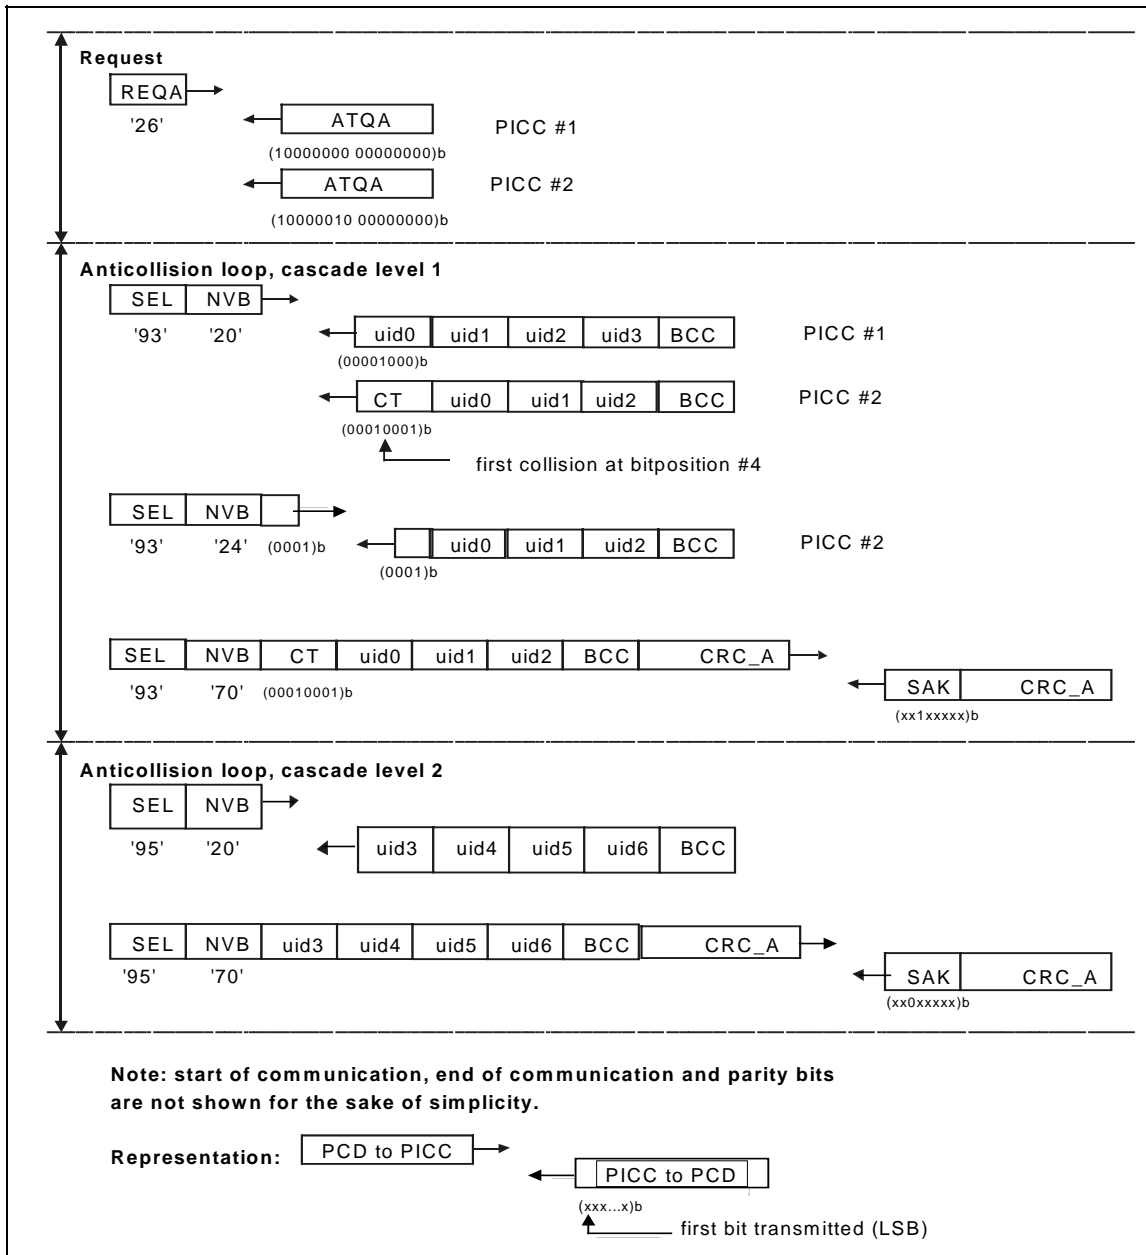 Request
REQA
'26'
ATQA PICC #1
(10000000 00000000)b
ATQA PICC #2
(10000010 00000000)b
Anticollision loop, cascade level 1
SEL NVB
'93' '20'
uid0 uid1 uid2 uid3 BCC PICC #1
(00001000)b
CT uid0 uid1 uid2 BCC PICC #2
(00010001)b
first collision at bitposition #4
SEL NVB
'93' '24' (0001)b
uid0 uid1 uid2 BCC PICC #2
(0001)b
SEL NVB CT uid0 uid1 uid2 BCC CRC_A
'93' '70' (00010001)b
SAK CRC_A
(xx1xxxxx)b
Anticollision loop, cascade level 2
SEL NVB
'95' '20'
uid3 uid4 uid5 uid6 BCC
SEL NVB uid3 uid4 uid5 uid6 BCC CRC_A
'95' '70'
SAK CRC_A
(xx0xxxxx)b
Note: start of communication, end of communication and parity bits
are not shown for the sake of simplicity.
Representation: PCD to PICC
PICC to PCD
(xxx...x)b
first bit transmitted (LSB)